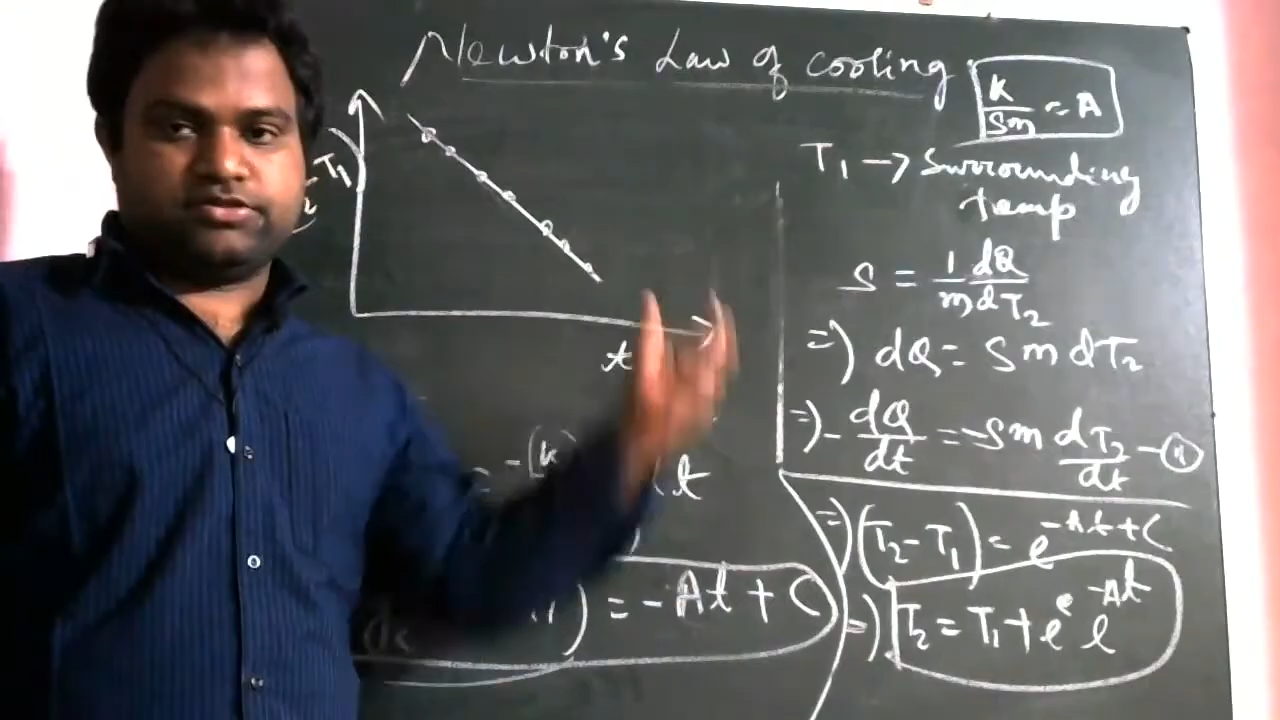 Newton's Law of cooling
K/Sm = A
T₁ → Surrounding
temp
T₁
t
S = 1/m dQ/dT₂
⇒) dQ = Sm dT₂
⇒) - dQ/dt = -Sm dT₂/dt - (ii)
= -(k
t
) = -At + C
⇒) (T₂ - T₁) = e^(-At + C)
⇒) T₂ = T₁ + e^c e^(-At)